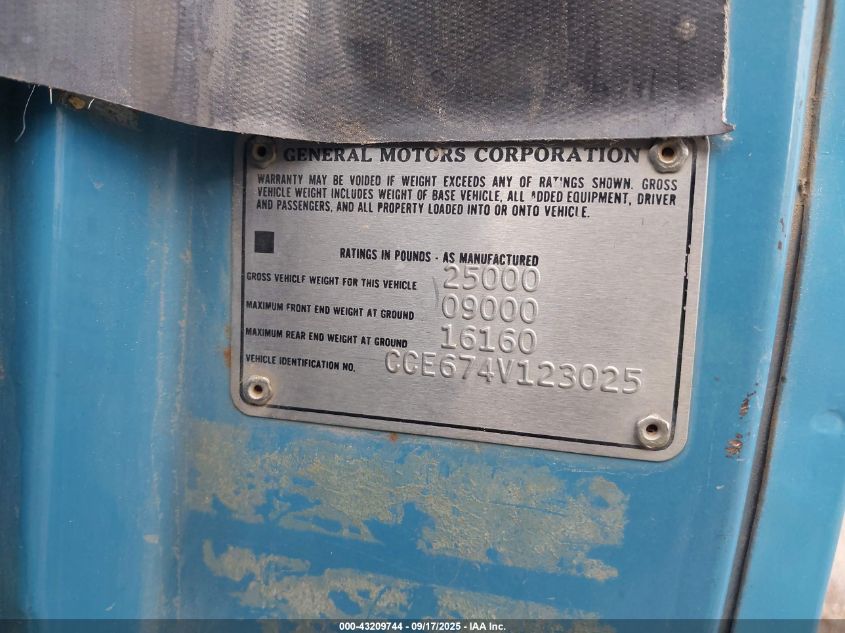 GENERAL MOTORS CORPORATION
WARRANTY MAY BE VOIDED IF WEIGHT EXCEEDS ANY OF RATINGS SHOWN. GROSS
VEHICLE WEIGHT INCLUDES WEIGHT OF BASE VEHICLE, ALL ADDED EQUIPMENT, DRIVER
AND PASSENGERS, AND ALL PROPERTY LOADED INTO OR ONTO VEHICLE.
RATINGS IN POUNDS - AS MANUFACTURED
GROSS VEHICLE WEIGHT FOR THIS VEHICLE 25000
MAXIMUM FRONT END WEIGHT AT GROUND 09000
MAXIMUM REAR END WEIGHT AT GROUND 16160
VEHICLE IDENTIFICATION NO. CCE674V123025
000-43209744 - 09/17/2025 - IAA Inc.